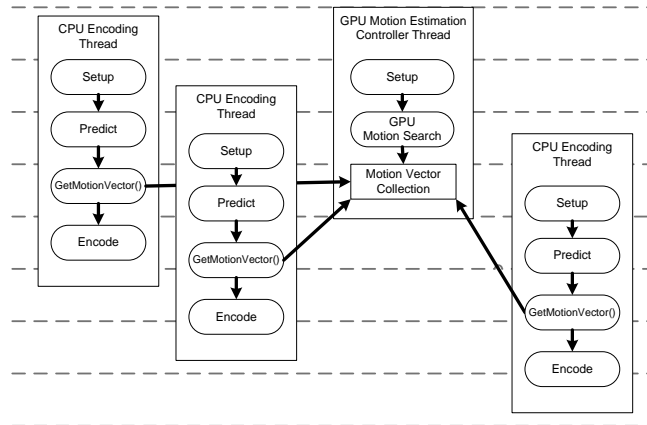 CPU Encoding
Thread
Setup
Predict
GetMotionVector()
Encode
CPU Encoding
Thread
Setup
Predict
GetMotionVector()
Encode
GPU Motion Estimation
Controller Thread
Setup
GPU
Motion Search
Motion Vector
Collection
CPU Encoding
Thread
Setup
Predict
GetMotionVector()
Encode